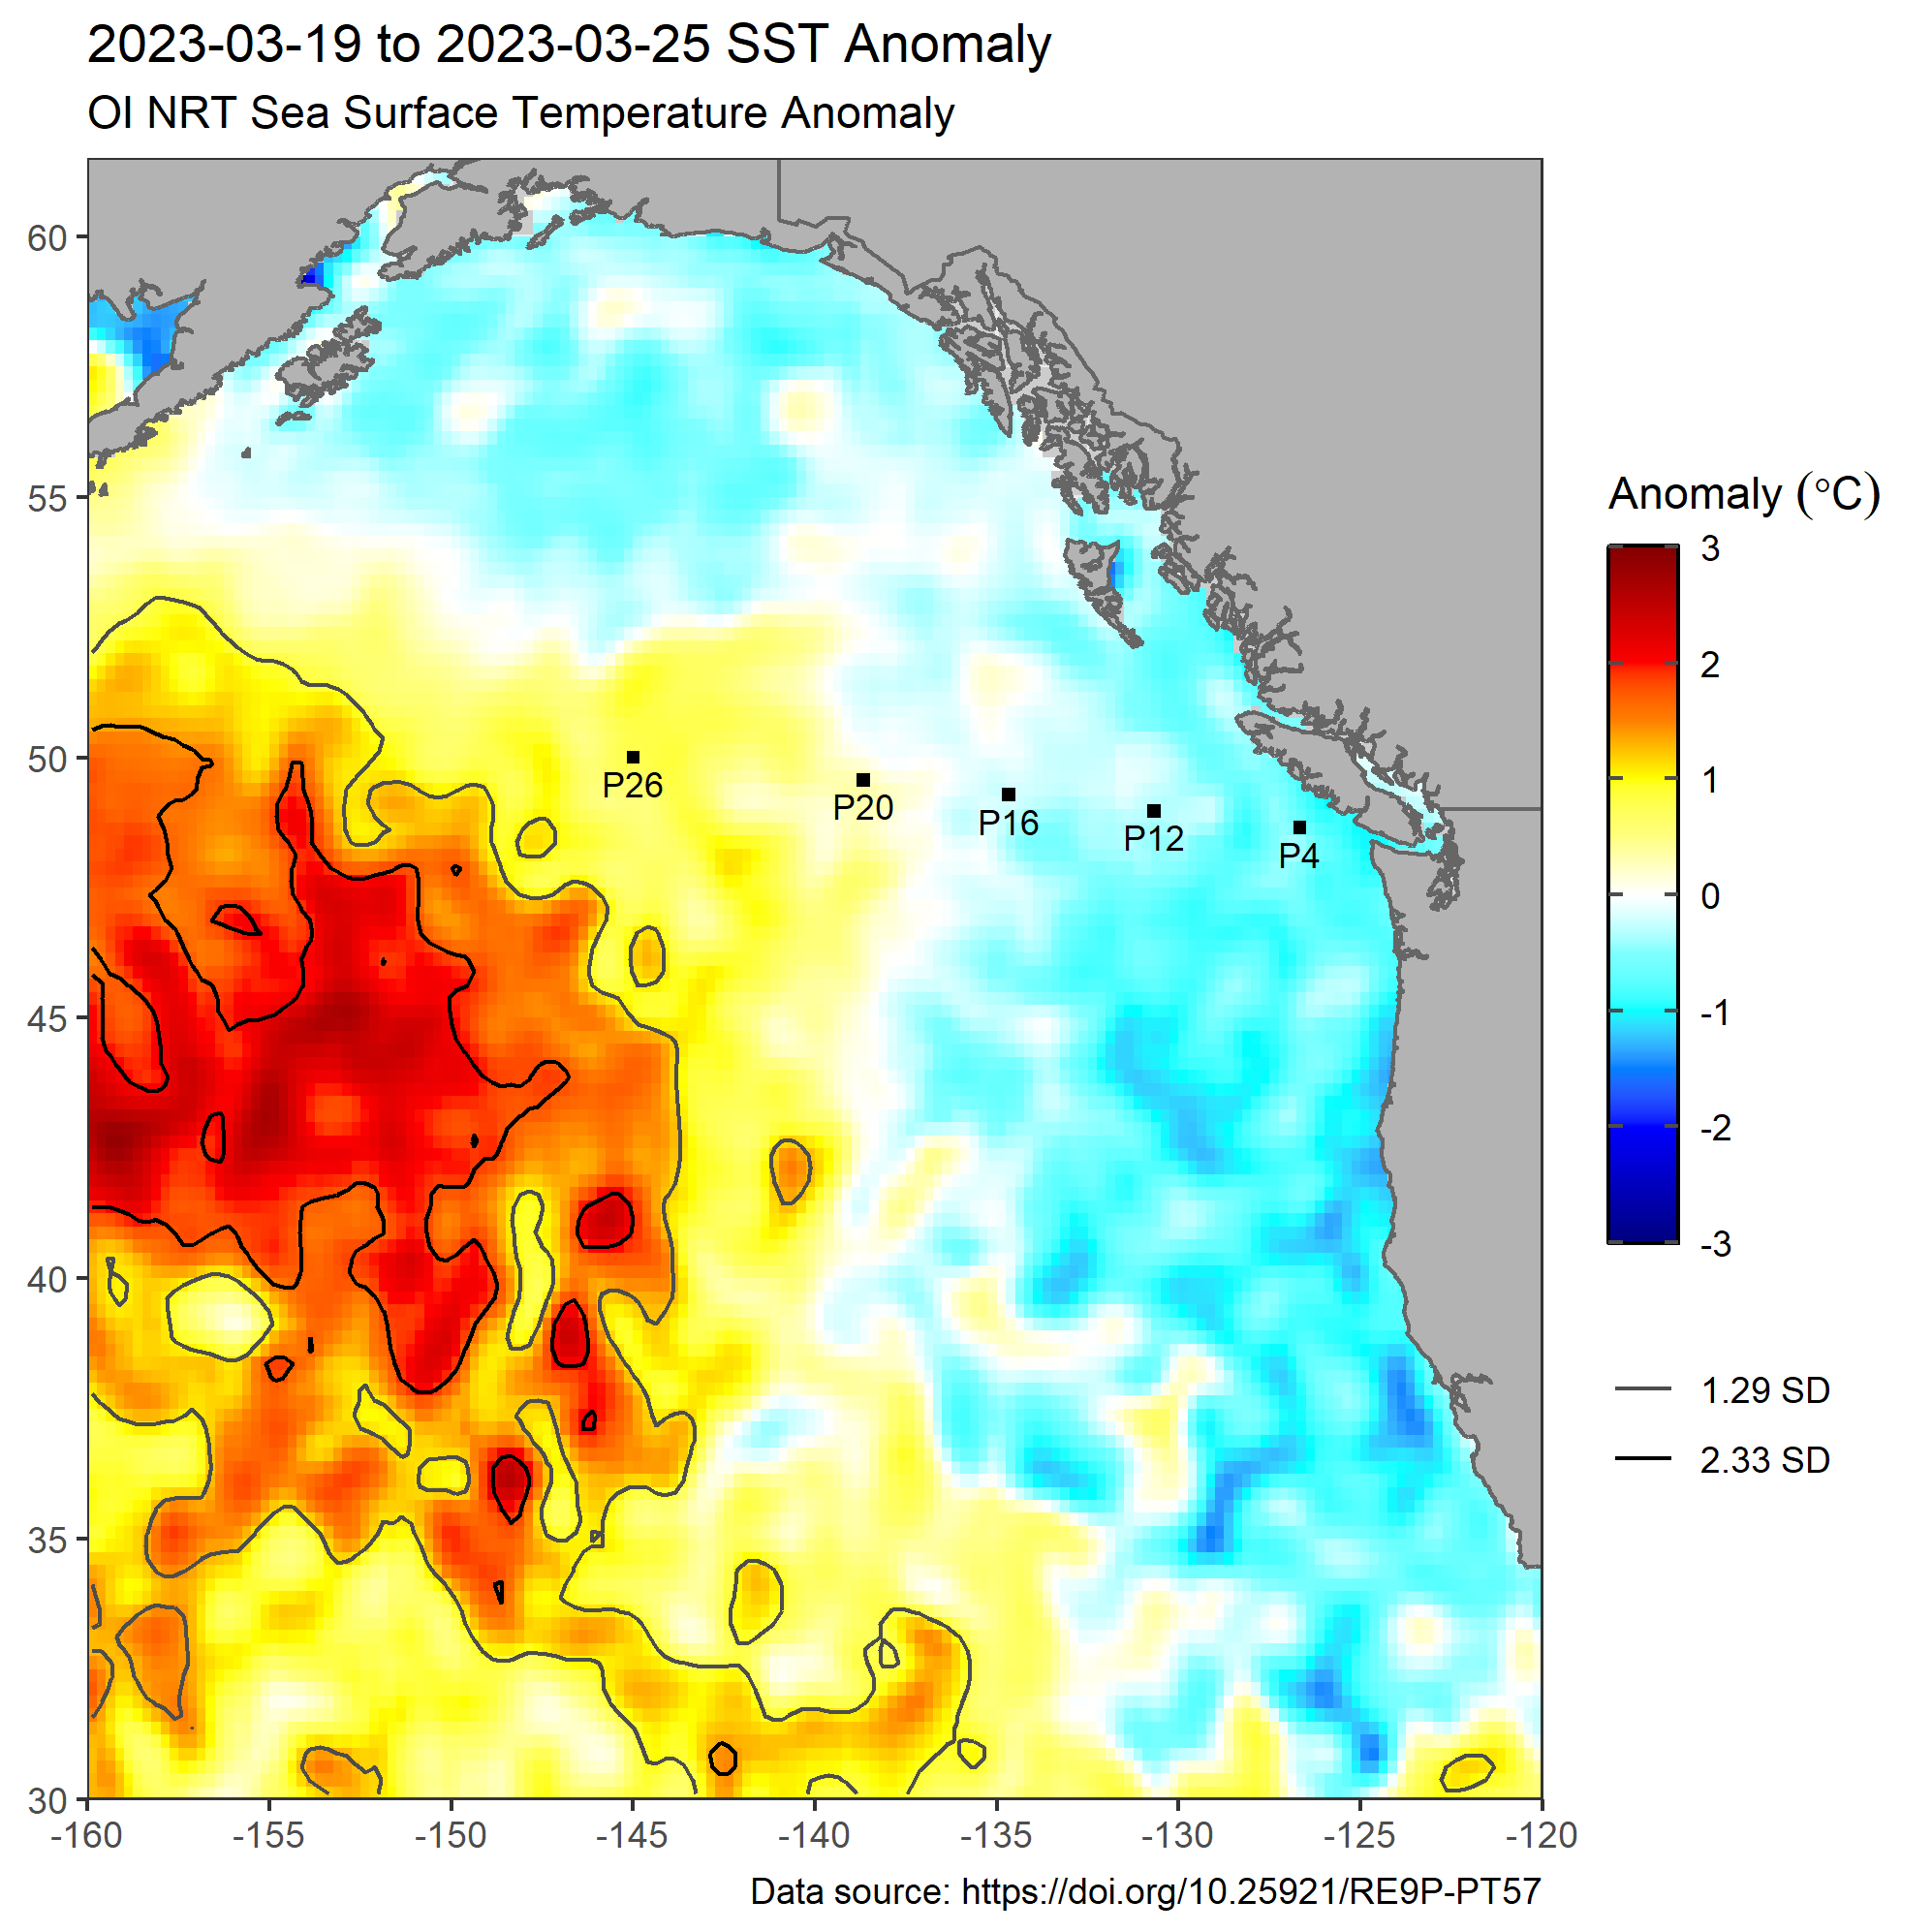 2023-03-19 to 2023-03-25 SST Anomaly
OI NRT Sea Surface Temperature Anomaly
60
55
50
45
40
35
30
-160
-155
-150
-145
-140
-135
-130
-125
-120
P26
P20
P16
P12
P4
Anomaly (°C)
3
2
1
0
-1
-2
-3
1.29 SD
2.33 SD
Data source: https://doi.org/10.25921/RE9P-PT57